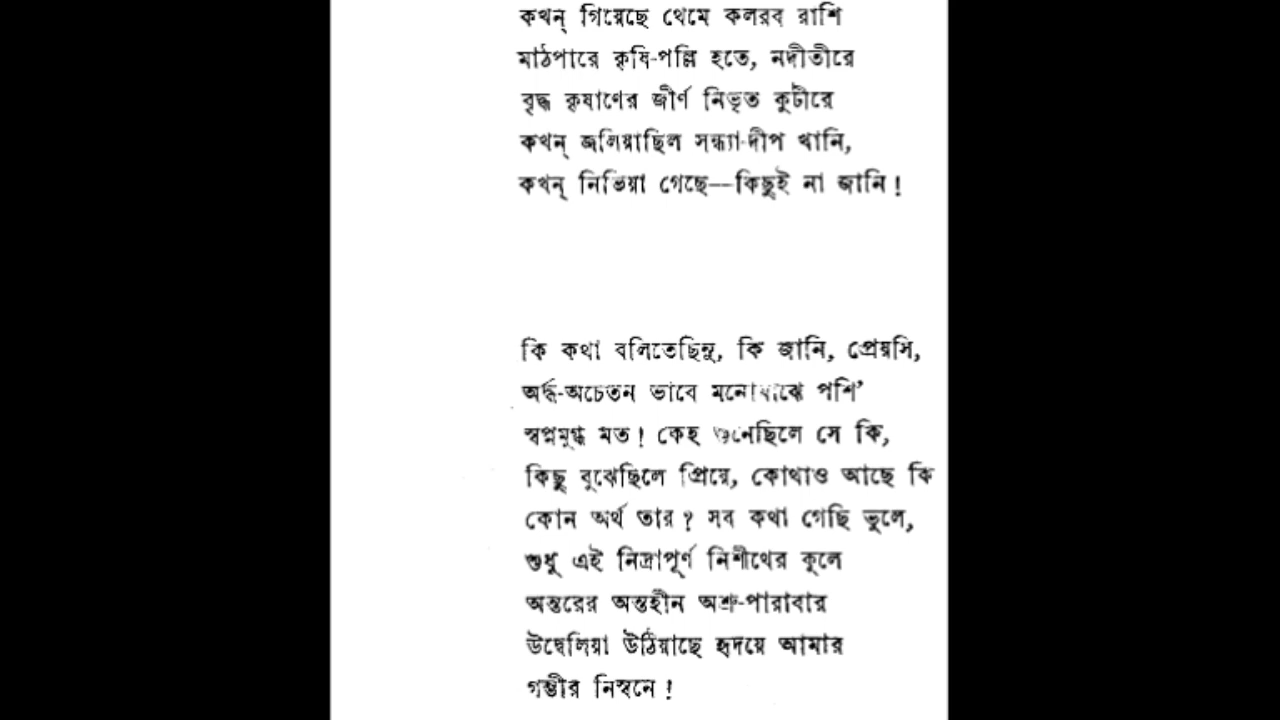 কখন্ গিয়েছে থেমে কলরব রাশি
মাঠপারে কৃষি-পল্লি হতে, নদীতীরে
বৃদ্ধ কৃষাণের জীর্ণ নিভৃত কুটীরে
কখন্ জলিয়াছিল সন্ধ্যা-দীপ খানি,
কখন্ নিভিয়া গেছে—কিছুই না জানি!
কি কথা বলিতেছিনু, কি জানি, প্রেয়সি,
অর্দ্ধ-অচেতন ভাবে মনোমাঝে পশি’
স্বপ্নমুগ্ধ মত! কেহ শুনেছিলে সে কি,
কিছু বুঝেছিলে প্রিয়ে, কোথাও আছে কি
কোন অর্থ তার? সব কথা গেছি ভুলে,
শুধু এই নিদ্রাপূর্ণ নিশীথের কূলে
অন্তরের অন্তহীন অশ্রু-পারাবার
উদ্বেলিয়া উঠিয়াছে হৃদয়ে আমার
গম্ভীর নিস্বনে!